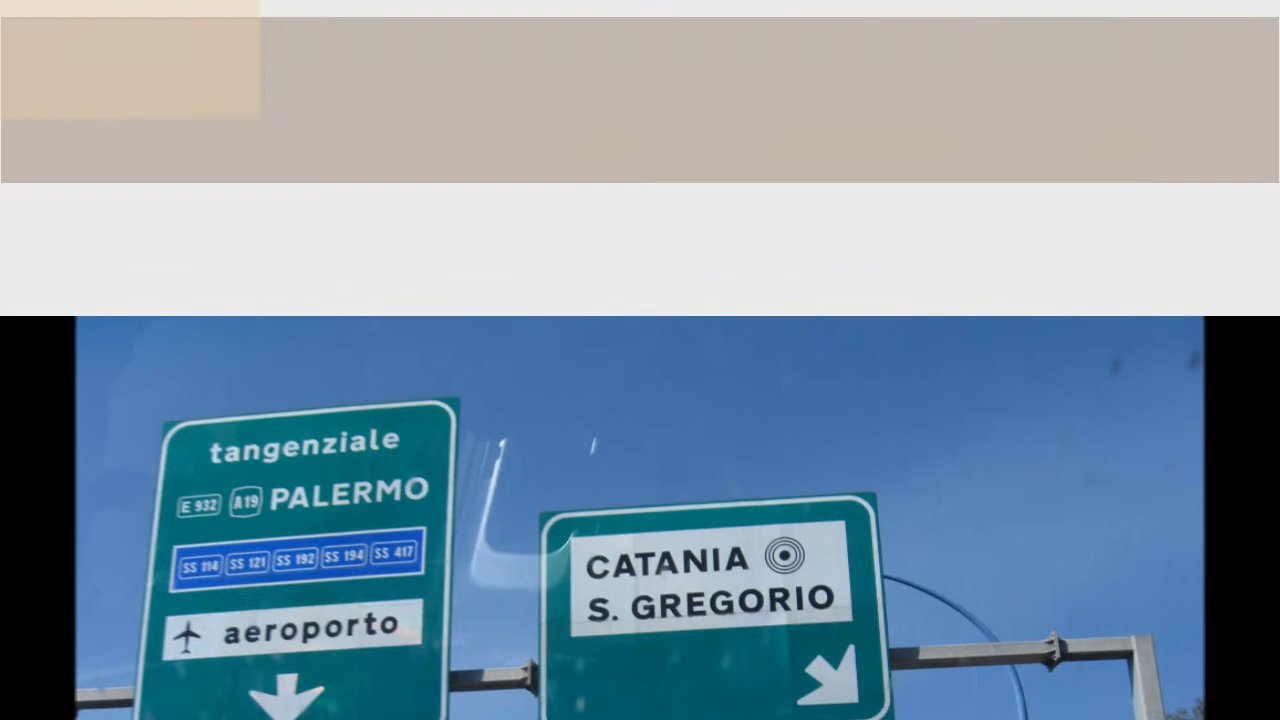 tangenziale
E 932 A19 PALERMO
SS 114 SS 121 SS 192 SS 194 SS 417
aeroporto
CATANIA
S. GREGORIO